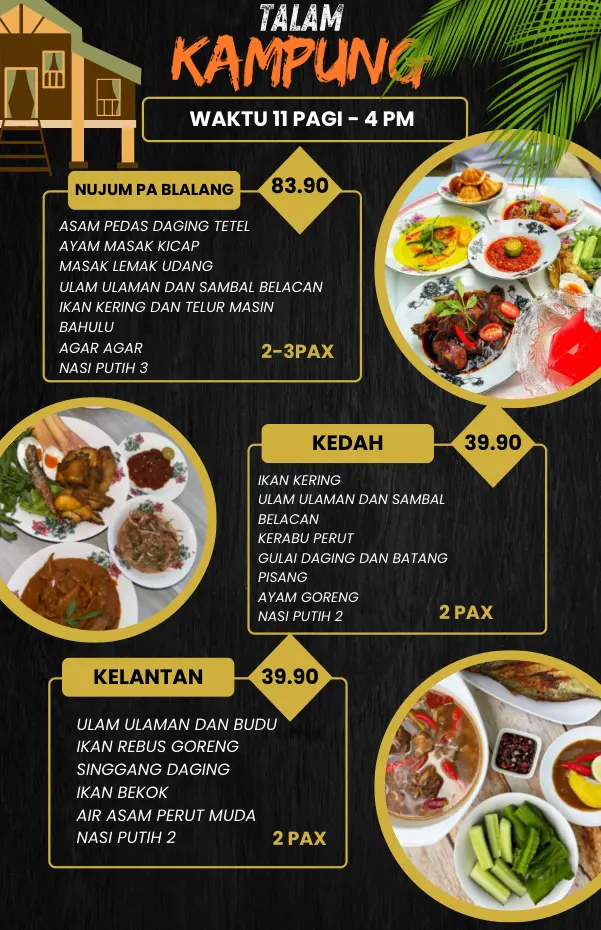 TALAM
KAMPUNG
WAKTU 11 PAGI - 4 PM
NUJUM PA BLALANG
83.90
ASAM PEDAS DAGING TETEL
AYAM MASAK KICAP
MASAK LEMAK UDANG
ULAM ULAMAN DAN SAMBAL BELACAN
IKAN KERING DAN TELUR MASIN
BAHULU
AGAR AGAR
NASI PUTIH 3
2-3PAX
KEDAH
39.90
IKAN KERING
ULAM ULAMAN DAN SAMBAL
BELACAN
KERABU PERUT
GULAI DAGING DAN BATANG
PISANG
AYAM GORENG
NASI PUTIH 2
2 PAX
KELANTAN
39.90
ULAM ULAMAN DAN BUDU
IKAN REBUS GORENG
SINGGANG DAGING
IKAN BEKOK
AIR ASAM PERUT MUDA
NASI PUTIH 2
2 PAX